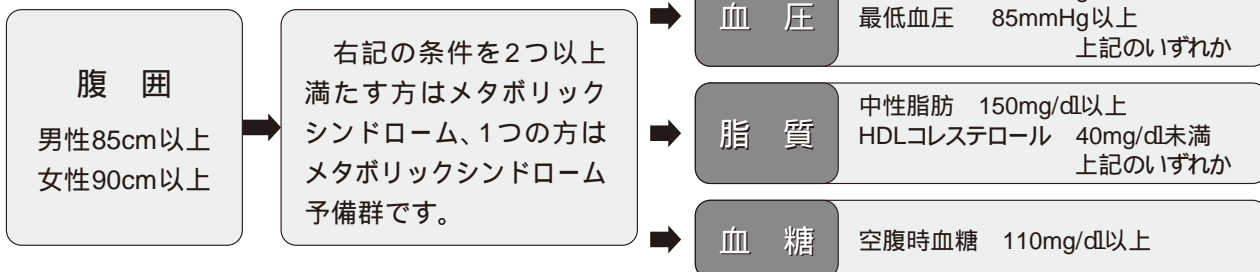 腹　囲
男性85cm以上
女性90cm以上
右記の条件を2つ以上
満たす方はメタボリック
シンドローム、1つの方は
メタボリックシンドローム
予備群です。
血　圧
最低血圧　85mmHg以上
上記のいずれか
脂　質
中性脂肪　150mg/dl以上
HDLコレステロール　40mg/dl未満
上記のいずれか
血　糖
空腹時血糖　110mg/dl以上